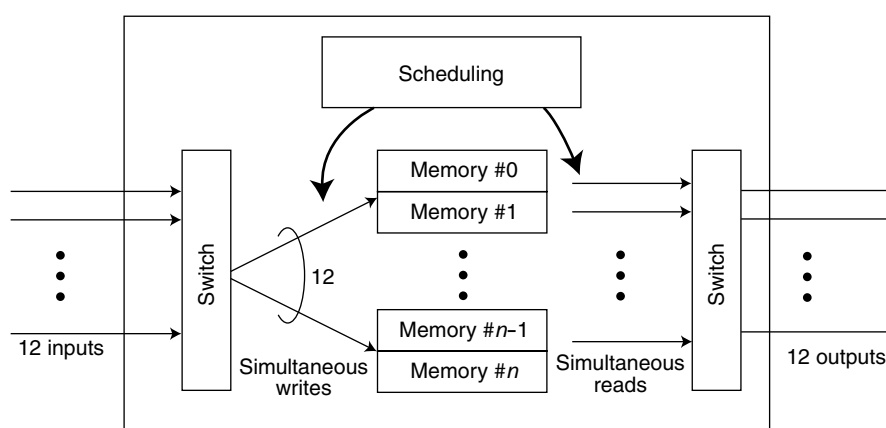 Scheduling
Memory #0
Memory #1
Switch
12
Switch
Memory #n–1
Memory #n
12 inputs
Simultaneous
writes
Simultaneous
reads
12 outputs